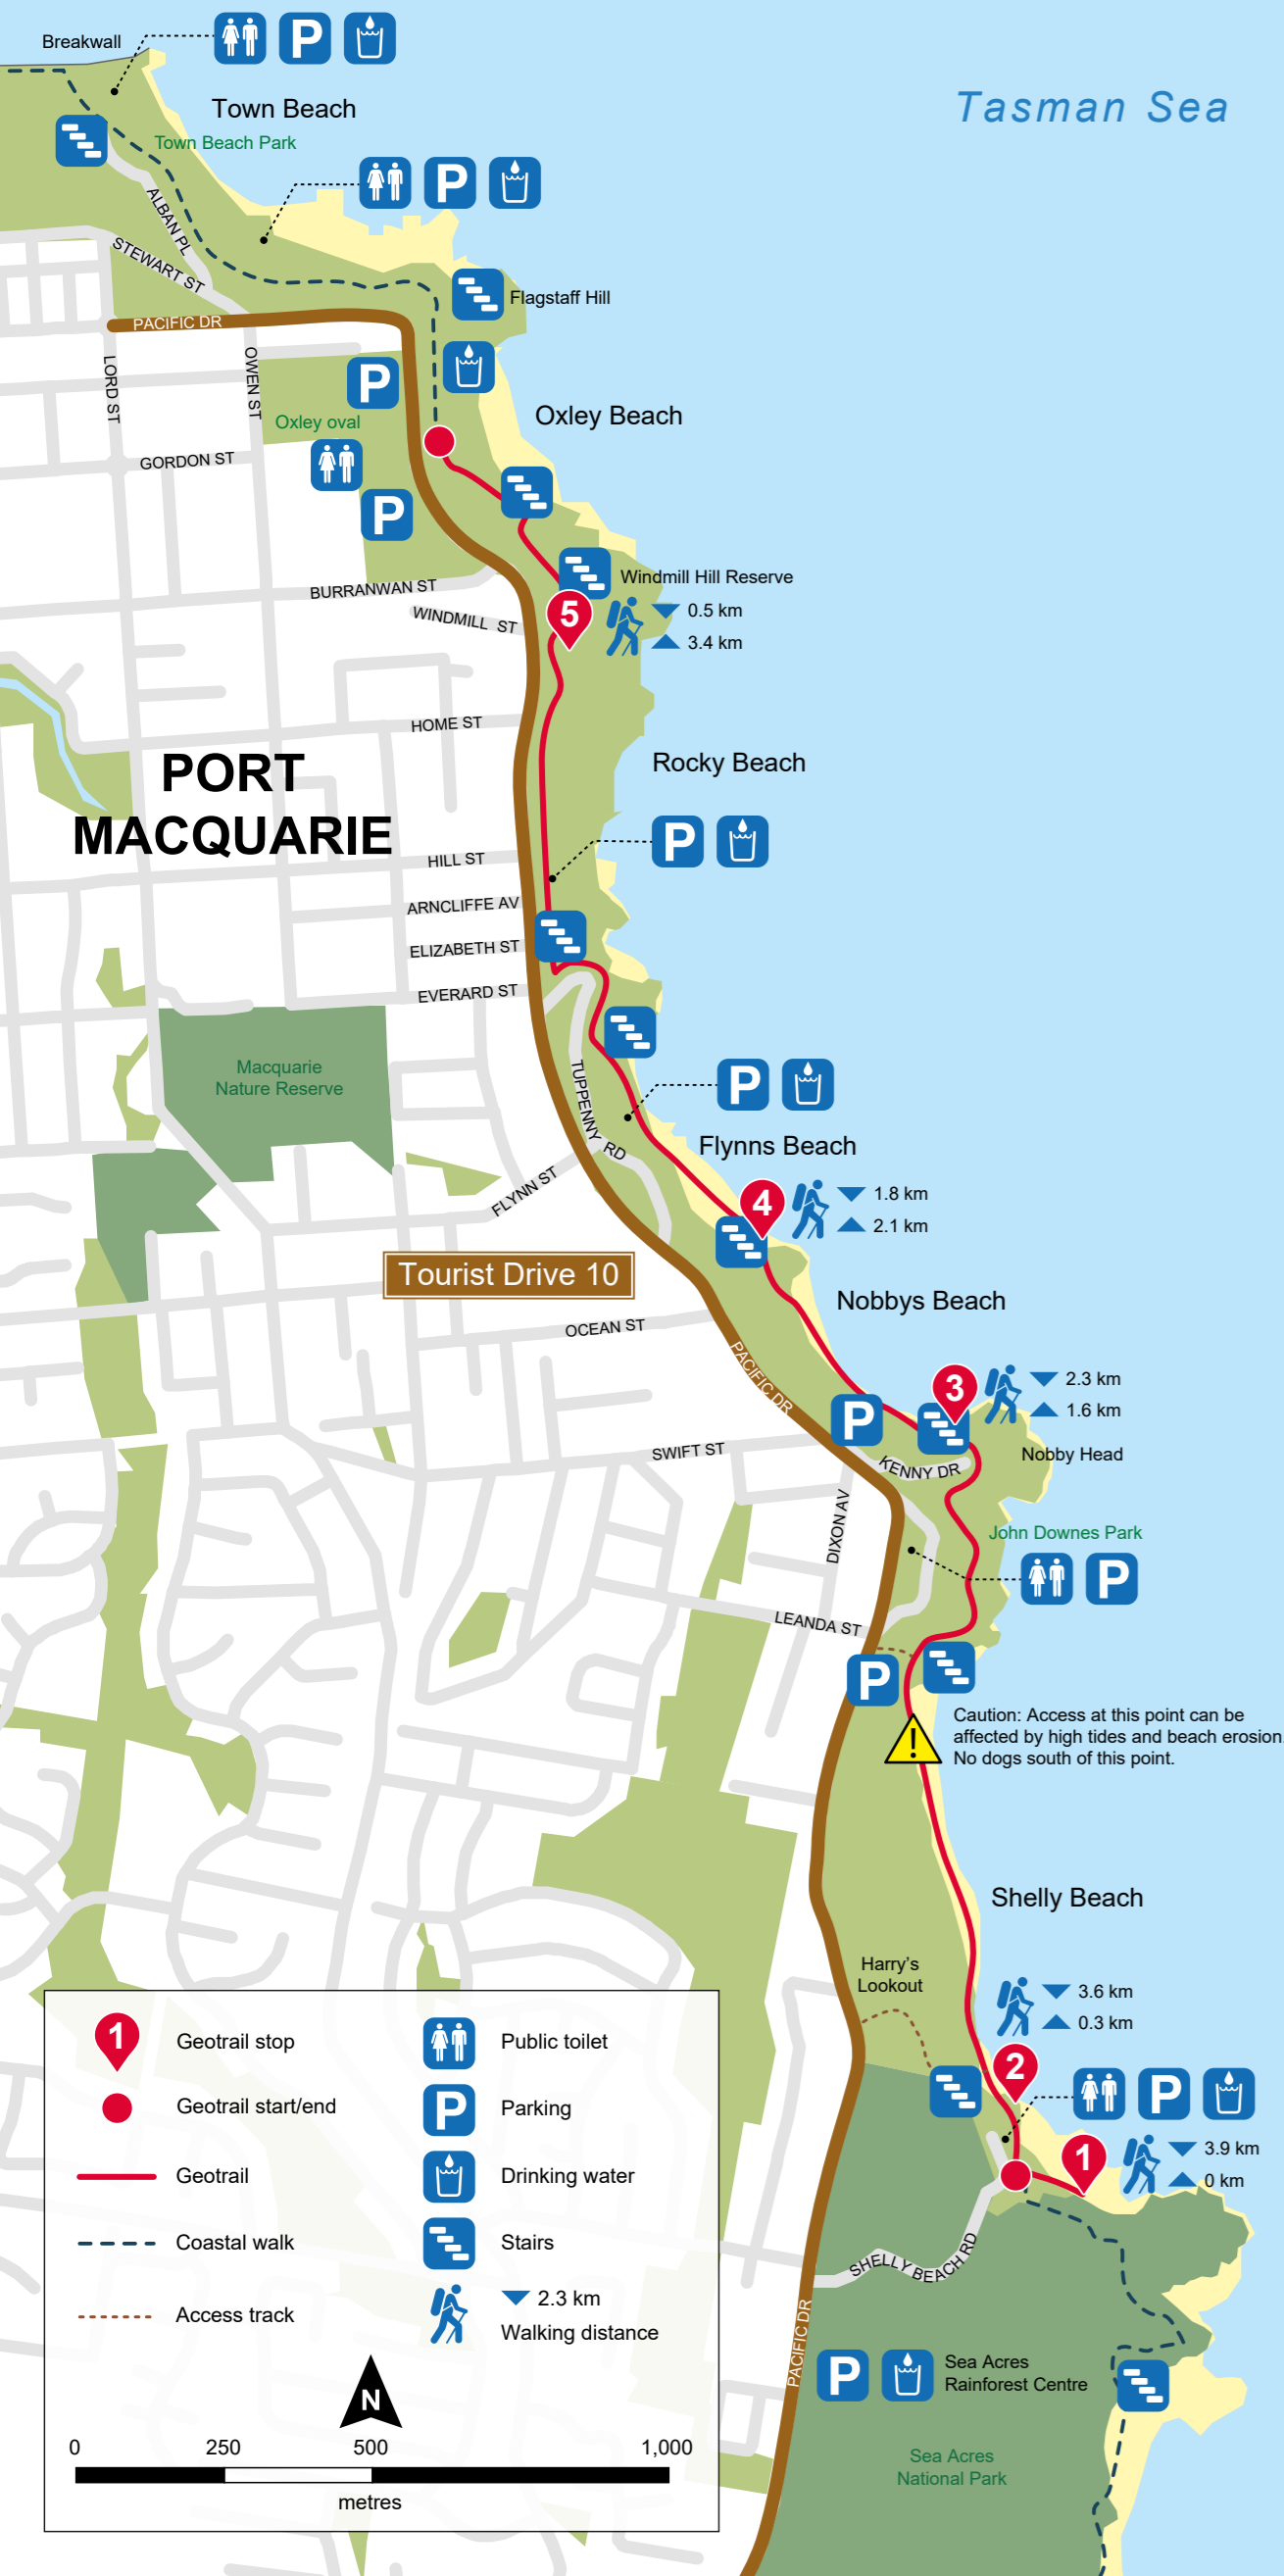 Breakwall
P
Town Beach
Tasman Sea
Town Beach Park
P
ALBAN PL
STEWART ST
Flagstaff Hill
PACIFIC DR
LORD ST
OWEN ST
P
Oxley Beach
Oxley oval
GORDON ST
P
BURRANWAN ST
WINDMILL ST
Windmill Hill Reserve
5
0.5 km
3.4 km
HOME ST
PORT
MACQUARIE
Rocky Beach
P
HILL ST
ARNCLIFFE AV
ELIZABETH ST
EVERARD ST
Macquarie
Nature Reserve
TUPPENNY RD
P
Flynns Beach
FLYNN ST
4
1.8 km
2.1 km
Tourist Drive 10
Nobbys Beach
OCEAN ST
PACIFIC DR
3
2.3 km
1.6 km
P
Nobby Head
SWIFT ST
KENNY DR
DIXON AV
John Downes Park
P
LEANDA ST
P
Caution: Access at this point can be
affected by high tides and beach erosion.
No dogs south of this point.
!
Shelly Beach
Harry's
Lookout
3.6 km
0.3 km
2
P
1
3.9 km
0 km
SHELLY BEACH RD
PACIFIC DR
P
Sea Acres
Rainforest Centre
Sea Acres
National Park
1
Geotrail stop
Public toilet
Geotrail start/end
P
Parking
Geotrail
Drinking water
Coastal walk
Stairs
Access track
2.3 km
Walking distance
N
0 250 500 1,000
metres